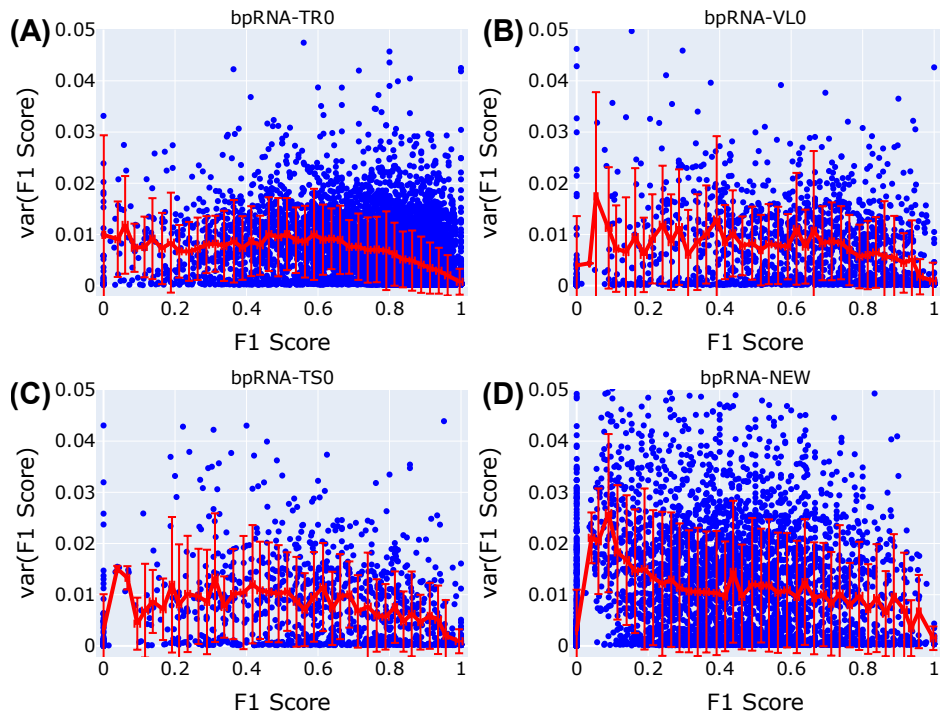 (A)
bpRNA-TR0
var(F1 Score)
0.05
0.04
0.03
0.02
0.01
0
0 0.2 0.4 0.6 0.8 1
F1 Score
(B)
bpRNA-VL0
var(F1 Score)
0.05
0.04
0.03
0.02
0.01
0
0 0.2 0.4 0.6 0.8 1
F1 Score
(C)
bpRNA-TS0
var(F1 Score)
0.05
0.04
0.03
0.02
0.01
0
0 0.2 0.4 0.6 0.8 1
F1 Score
(D)
bpRNA-NEW
var(F1 Score)
0.05
0.04
0.03
0.02
0.01
0
0 0.2 0.4 0.6 0.8 1
F1 Score